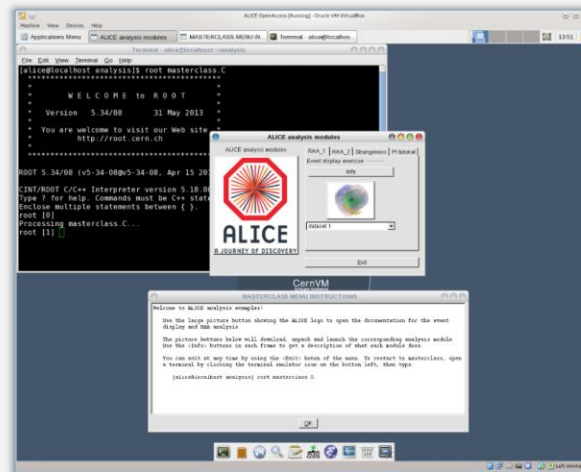 ALICE OpenAccess [Running] - Oracle VM VirtualBox
Machine View Devices Help
Applications Menu ALICE analysis modules MASTERCLASS MENU IN... Terminal - alice@localhos... 13:51
Terminal - alice@localhost:~/analysis
File Edit View Terminal Go Help
[alice@localhost analysis]$ root masterclass.C
*******************************************
* *
* W E L C O M E to R O O T *
* *
* Version 5.34/08 31 May 2013 *
* *
* You are welcome to visit our Web site *
* http://root.cern.ch *
* *
*******************************************
ROOT 5.34/08 (v5-34-08@v5-34-08, Apr 15 201
CINT/ROOT C/C++ Interpreter version 5.18.00
Type ? for help. Commands must be C++ state
Enclose multiple statements between { }.
root [0]
Processing masterclass.C...
root [1]
ALICE analysis modules
ALICE analysis modules
ALICE
A JOURNEY OF DISCOVERY
RAA_1 RAA_2 Strangeness Pt tutorial
Event display exercise
Info
dataset 1
Exit
CernVM
Software Appliance
MASTERCLASS MENU INSTRUCTIONS
Welcome to ALICE analysis examples!
Use the large picture button showing the ALICE logo to open the documentation for the event
display and RAA analysis
The picture buttons below will download, unpack and launch the corresponding analysis module.
Use the <Info> buttons in each frame to get a description of what each module does.
You can exit at any time by using the <Exit> button of the menu. To restart to masterclass, open
a terminal by clicking the terminal emulator icon on the bottom left, then type:
[alice@localhost analysis] root masterclass.C
OK